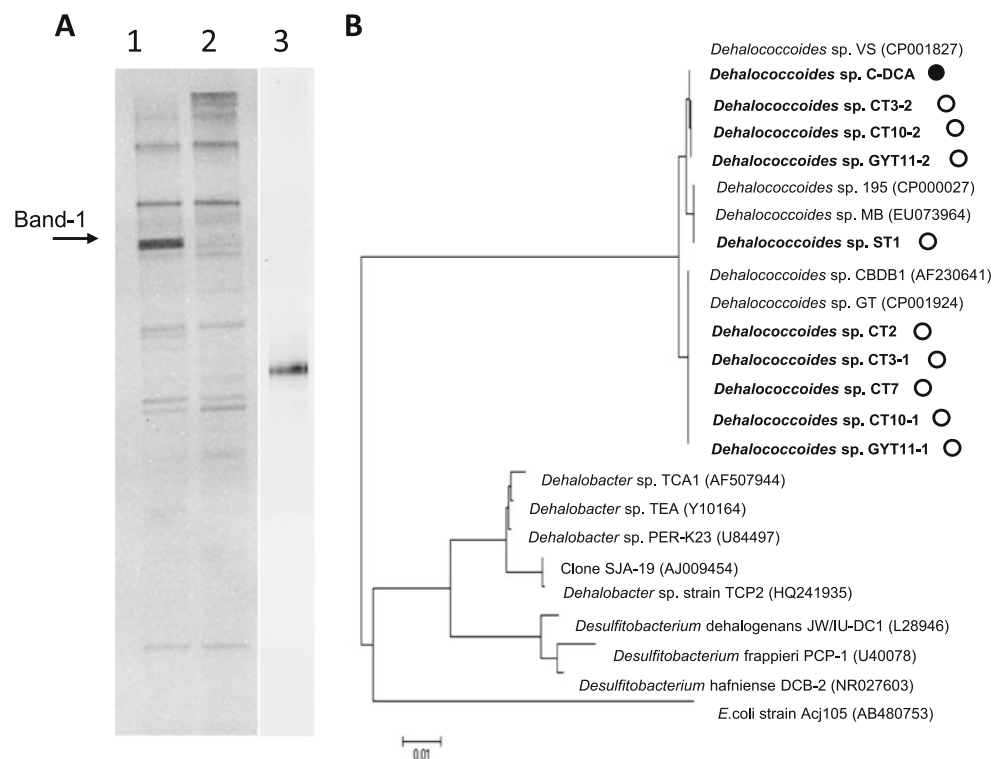 A
1 2 3
Band-1
B
Dehalococcoides sp. VS (CP001827)
Dehalococcoides sp. C-DCA
Dehalococcoides sp. CT3-2
Dehalococcoides sp. CT10-2
Dehalococcoides sp. GYT11-2
Dehalococcoides sp. 195 (CP000027)
Dehalococcoides sp. MB (EU073964)
Dehalococcoides sp. ST1
Dehalococcoides sp. CBDB1 (AF230641)
Dehalococcoides sp. GT (CP001924)
Dehalococcoides sp. CT2
Dehalococcoides sp. CT3-1
Dehalococcoides sp. CT7
Dehalococcoides sp. CT10-1
Dehalococcoides sp. GYT11-1
Dehalobacter sp. TCA1 (AF507944)
Dehalobacter sp. TEA (Y10164)
Dehalobacter sp. PER-K23 (U84497)
Clone SJA-19 (AJ009454)
Dehalobacter sp. strain TCP2 (HQ241935)
Desulfitobacterium dehalogenans JW/IU-DC1 (L28946)
Desulfitobacterium frappieri PCP-1 (U40078)
Desulfitobacterium hafniense DCB-2 (NR027603)
E.coli strain Acj105 (AB480753)
0.01